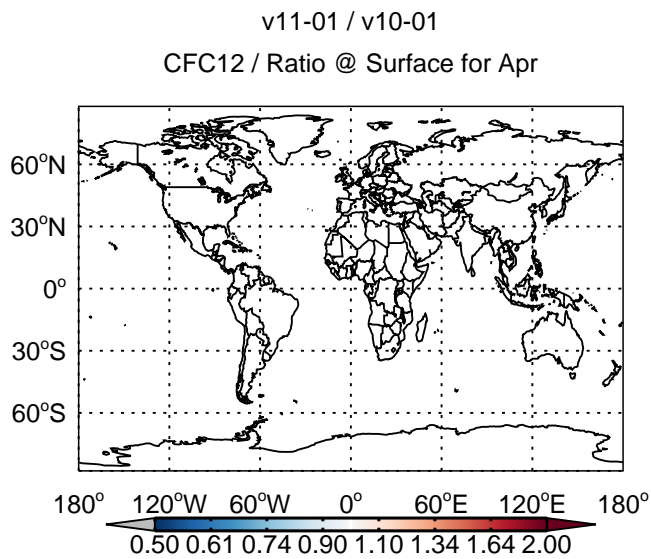 v11-01 / v10-01
CFC12 / Ratio @ Surface for Apr
60°N
30°N
0°
30°S
60°S
180° 120°W 60°W 0° 60°E 120°E 180°
0.50 0.61 0.74 0.90 1.10 1.34 1.64 2.00